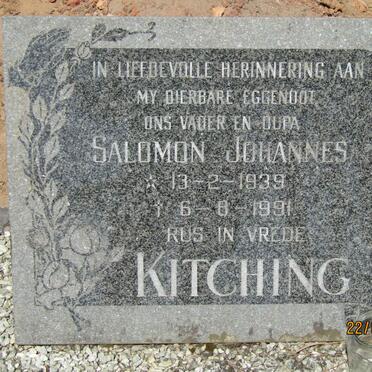 IN LIEFDEVOLLE HERINNERING AAN
MY DIERBARE EGGENOOT
ONS VADER EN OUPA
SALOMON JOHANNES
* 13-2-1939
† 6-8-1991
RUS IN VREDE
KITCHING
22/